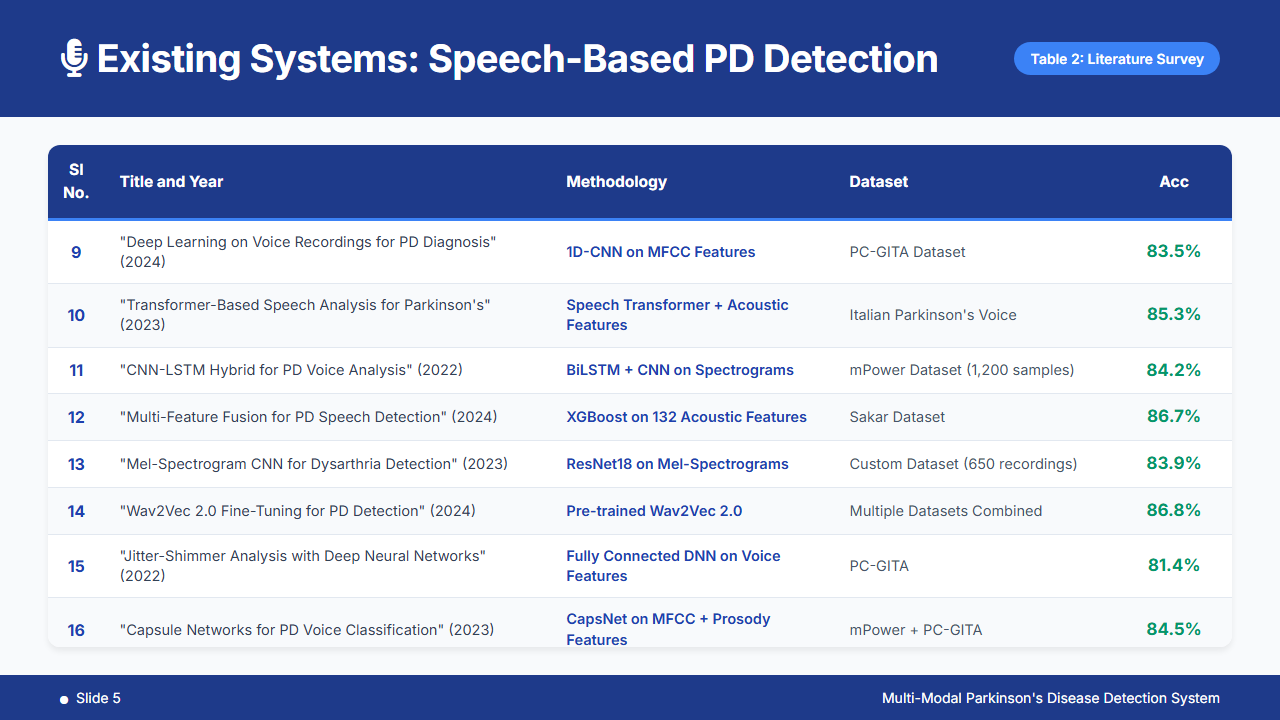 Existing Systems: Speech-Based PD Detection
Table 2: Literature Survey
Sl
No.
Title and Year
Methodology
Dataset
Acc
9
"Deep Learning on Voice Recordings for PD Diagnosis"
(2024)
1D-CNN on MFCC Features
PC-GITA Dataset
83.5%
10
"Transformer-Based Speech Analysis for Parkinson's"
(2023)
Speech Transformer + Acoustic
Features
Italian Parkinson's Voice
85.3%
11
"CNN-LSTM Hybrid for PD Voice Analysis" (2022)
BiLSTM + CNN on Spectrograms
mPower Dataset (1,200 samples)
84.2%
12
"Multi-Feature Fusion for PD Speech Detection" (2024)
XGBoost on 132 Acoustic Features
Sakar Dataset
86.7%
13
"Mel-Spectrogram CNN for Dysarthria Detection" (2023)
ResNet18 on Mel-Spectrograms
Custom Dataset (650 recordings)
83.9%
14
"Wav2Vec 2.0 Fine-Tuning for PD Detection" (2024)
Pre-trained Wav2Vec 2.0
Multiple Datasets Combined
86.8%
15
"Jitter-Shimmer Analysis with Deep Neural Networks"
(2022)
Fully Connected DNN on Voice
Features
PC-GITA
81.4%
16
"Capsule Networks for PD Voice Classification" (2023)
CapsNet on MFCC + Prosody
Features
mPower + PC-GITA
84.5%
Slide 5
Multi-Modal Parkinson's Disease Detection System